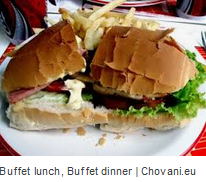 Buffet lunch, Buffet dinner | Chovani.eu